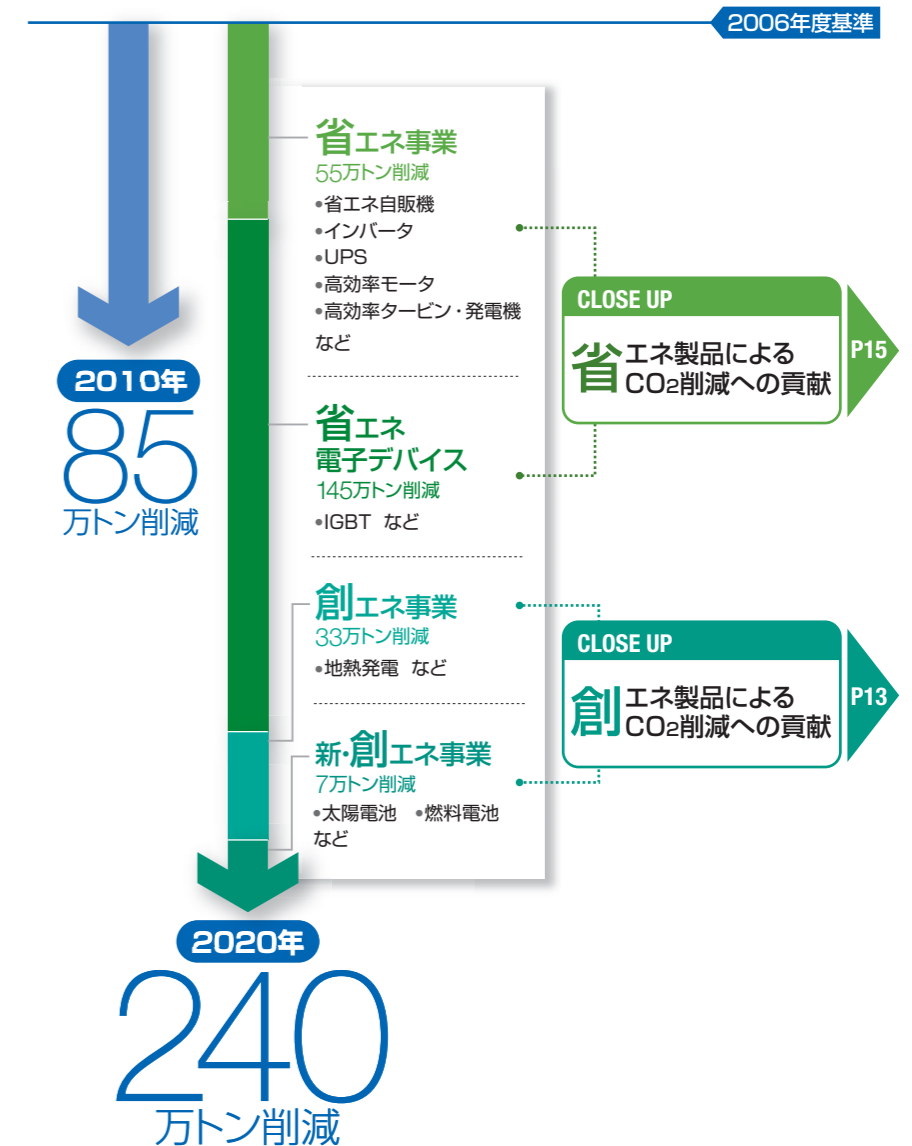 2006年度基準
省エネ事業
55万トン削減
•省エネ自販機
•インバータ
•UPS
•高効率モータ
•高効率タービン・発電機
など
省エネ
電子デバイス
145万トン削減
•IGBT など
創エネ事業
33万トン削減
•地熱発電 など
新・創エネ事業
7万トン削減
•太陽電池 •燃料電池
など
CLOSE UP
省エネ製品による
CO2削減への貢献
P15
CLOSE UP
創エネ製品による
CO2削減への貢献
P13
2010年
85
万トン削減
2020年
240
万トン削減